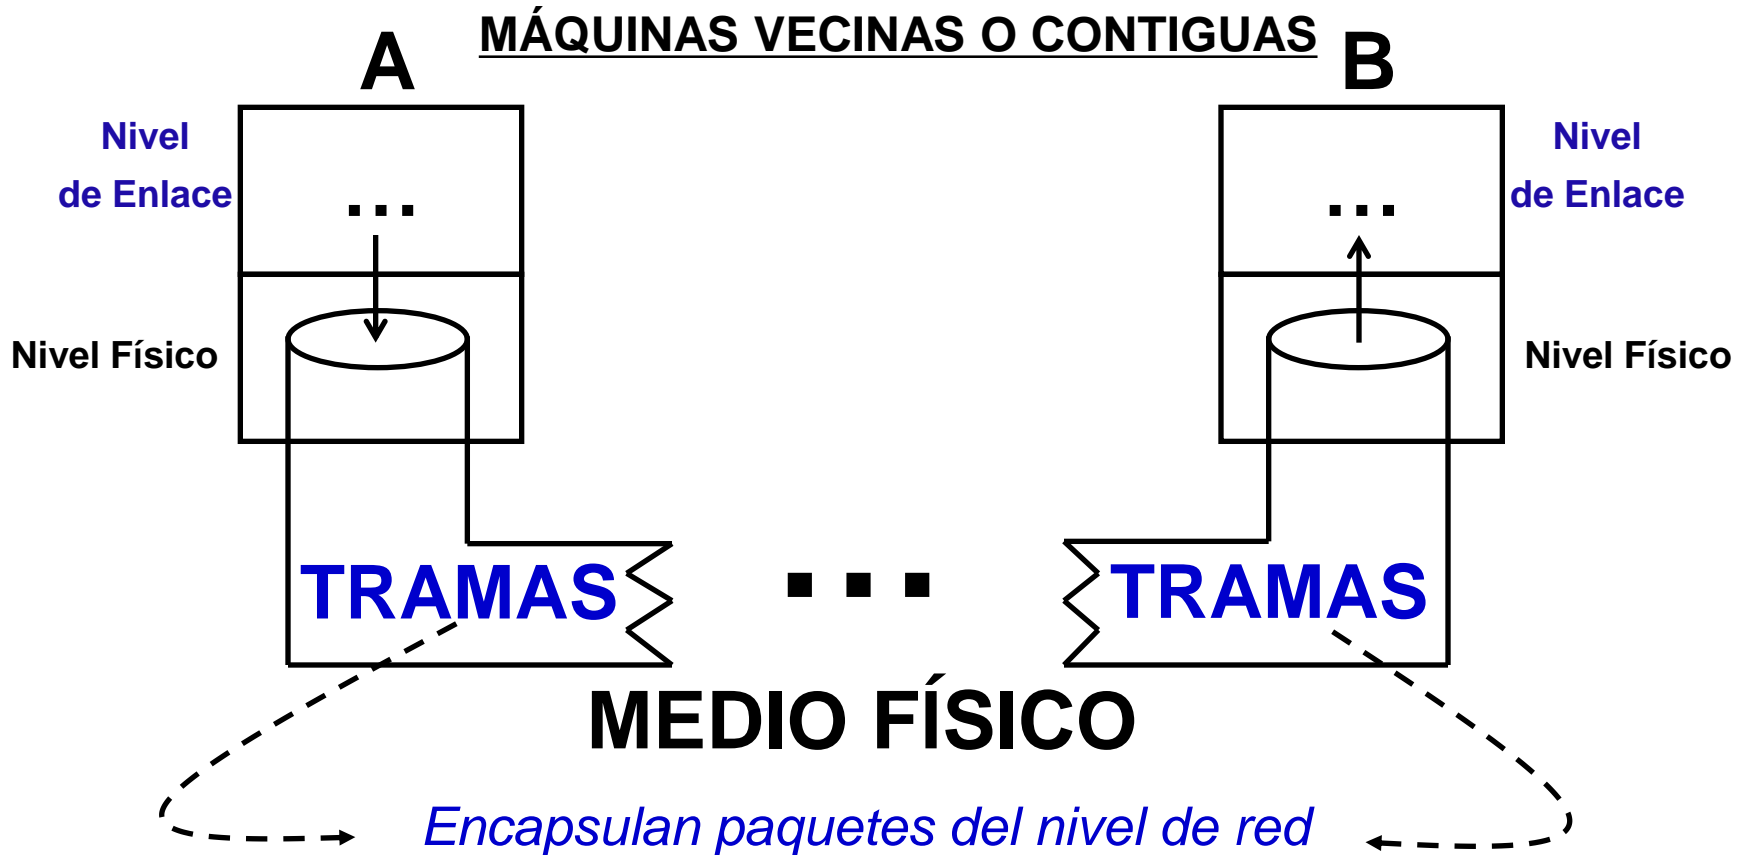 MÁQUINAS VECINAS O CONTIGUAS
A
B
Nivel
de Enlace
...
Nivel
de Enlace
...
Nivel Físico
Nivel Físico
TRAMAS
...
TRAMAS
MEDIO FÍSICO
Encapsulan paquetes del nivel de red